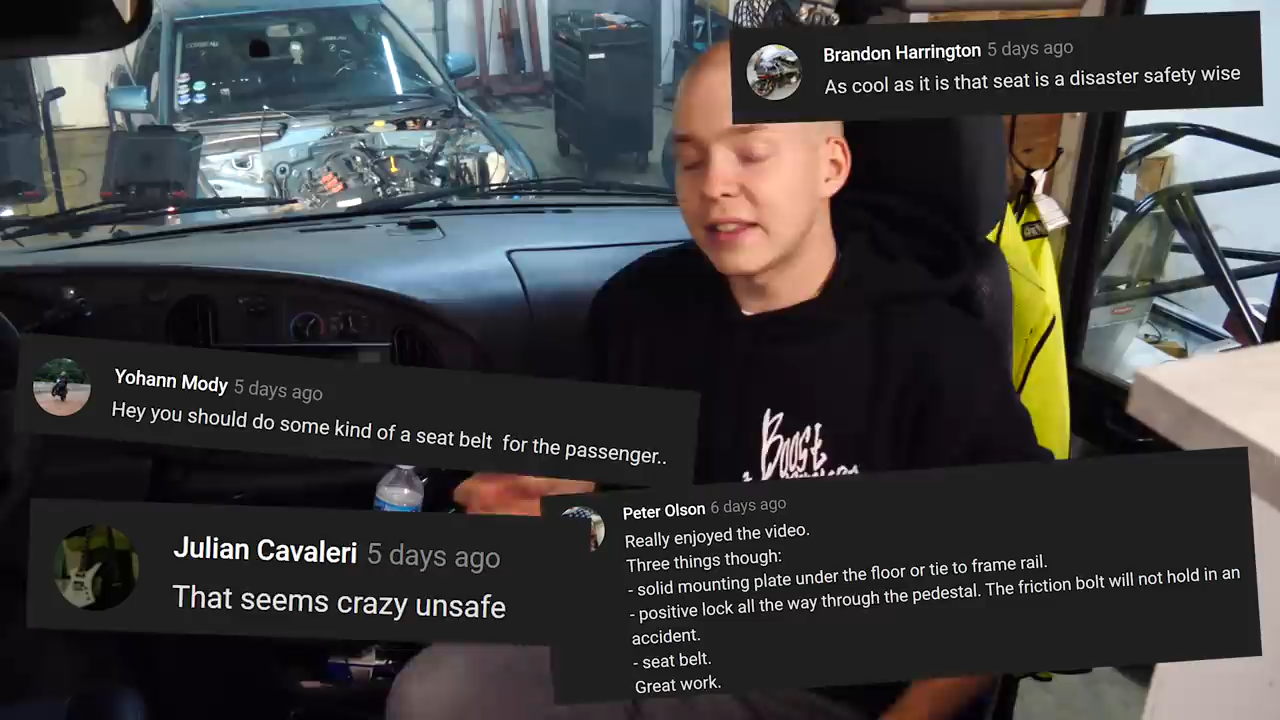 Brandon Harrington 5 days ago
As cool as it is that seat is a disaster safety wise
Yohann Mody 5 days ago
Hey you should do some kind of a seat belt for the passenger..
Boost
Julian Cavaleri 5 days ago
That seems crazy unsafe
Peter Olson 6 days ago
Really enjoyed the video.
Three things though:
- solid mounting plate under the floor or tie to frame rail.
- positive lock all the way through the pedestal. The friction bolt will not hold in an
accident.
- seat belt.
Great work.